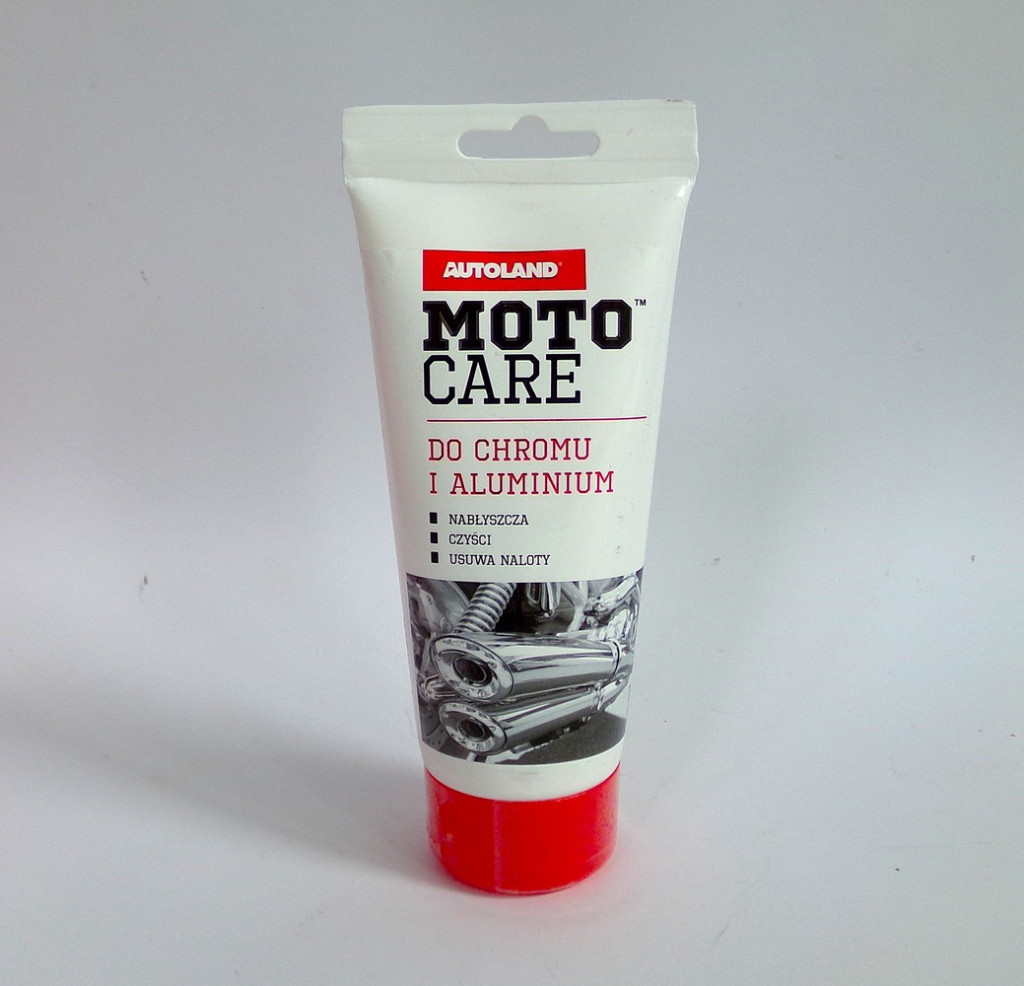 AUTOLAND®
MOTO™
CARE
DO CHROMU
I ALUMINIUM
NABŁYSZCZA
CZYŚCI
USUWA NALOTY